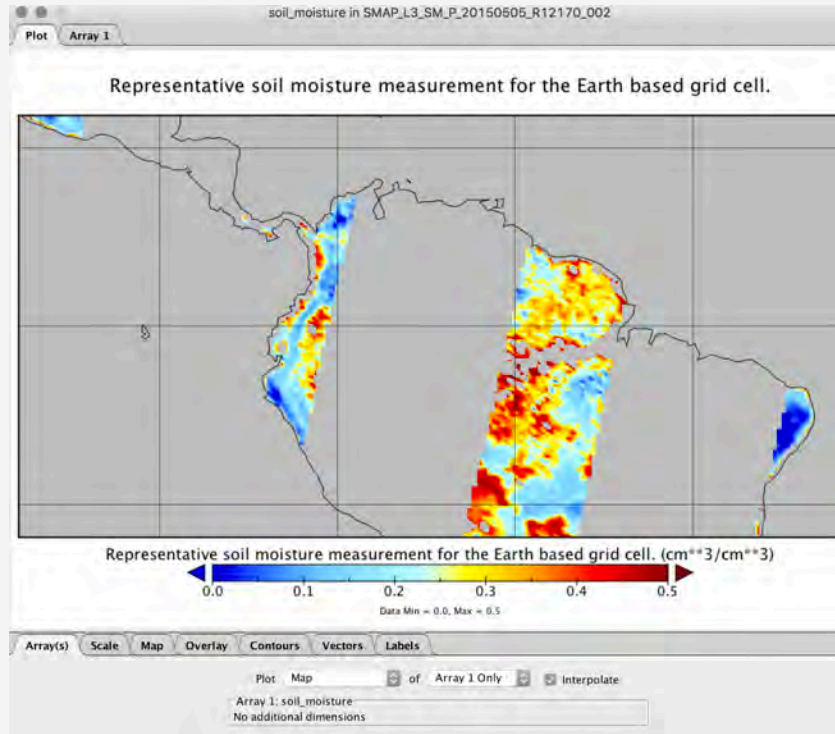 soil_moisture in SMAP_L3_SM_P_20150505_R12170_002
Plot Array 1
Representative soil moisture measurement for the Earth based grid cell.
Representative soil moisture measurement for the Earth based grid cell. (cm**3/cm**3)
0.0 0.1 0.2 0.3 0.4 0.5
Data Min = 0.0, Max = 0.5
Array(s) Scale Map Overlay Contours Vectors Labels
Plot Map of Array 1 Only Interpolate
Array 1: soil_moisture
No additional dimensions